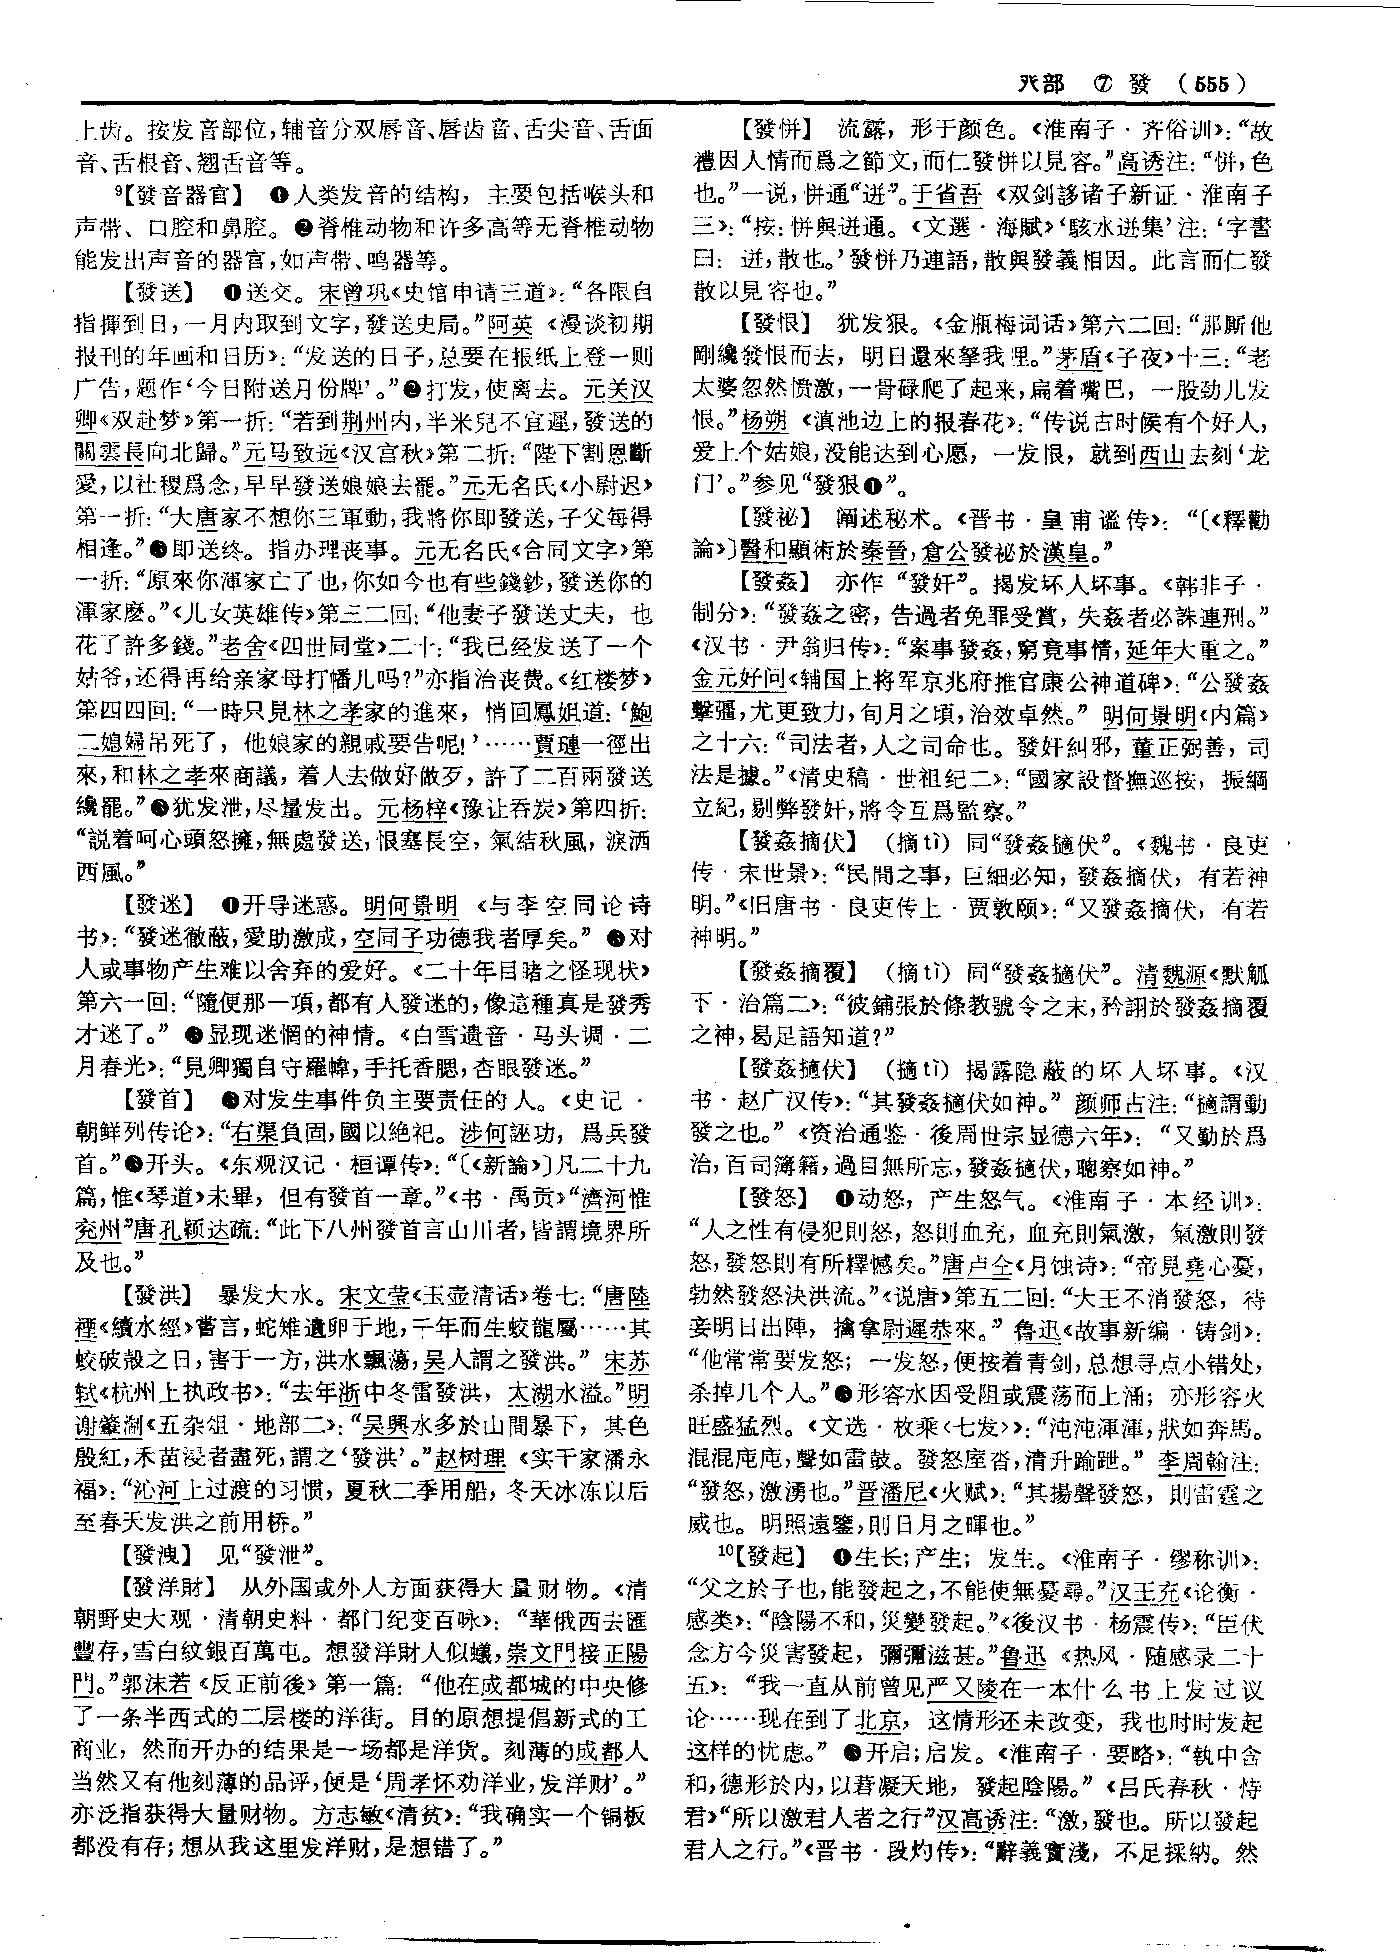 癶部 ⑦ 發 (555)
上齿。按发音部位,辅音分双唇音、唇齿音、舌尖音、舌面
音、舌根音、翘舌音等。
⁹【發音器官】 ❶人类发音的结构,主要包括喉头和
声带、口腔和鼻腔。❷脊椎动物和许多高等无脊椎动物
能发出声音的器官,如声带、鸣器等。
【發送】 ❶送交。宋曾巩《史馆申请三道》:“各限自
指揮到日,一月内取到文字,發送史局。”阿英《漫谈初期
报刊的年画和日历》:“发送的日子,总要在报纸上登一则
广告,题作‘今日附送月份牌’。”❷打发,使离去。元关汉
卿《双赴梦》第一折:“若到荆州内,半米兒不宜遲,發送的
關雲長向北歸。”元马致远《汉宫秋》第二折:“陛下割恩斷
愛,以社稷爲念,早早發送娘娘去罷。”元无名氏《小尉迟》
第一折:“大唐家不想你三軍動,我將你即發送,子父每得
相逢。”❸即送终。指办理丧事。元无名氏《合同文字》第
一折:“原來你渾家亡了也,你如今也有些錢鈔,發送你的
渾家麽。”《儿女英雄传》第三二回:“他妻子發送丈夫,也
花了許多錢。”老舍《四世同堂》二十:“我已经发送了一个
姑爷,还得再给亲家母打幡儿吗?”亦指治丧费。《红楼梦》
第四四回:“一時只見林之孝家的進來,悄回鳳姐道:‘鮑
二媳婦吊死了,他娘家的親戚要告呢!’……賈璉一徑出
來,和林之孝來商議,着人去做好做歹,許了二百兩發送
纔罷。”❹犹发泄,尽量发出。元杨梓《豫让吞炭》第四折:
“説着呵心頭怒擁,無處發送,恨塞長空,氣結秋風,淚洒
西風。”
【發迷】 ❶开导迷惑。明何景明《与李空同论诗
书》:“發迷徹蔽,愛助激成,空同子功德我者厚矣。”❷对
人或事物产生难以舍弃的爱好。《二十年目睹之怪现状》
第六一回:“隨便那一項,都有人發迷的,像這種真是發秀
才迷了。”❸显现迷惘的神情。《白雪遗音·马头调·二
月春光》:“見卿獨自守羅幃,手托香腮,杏眼發迷。”
【發首】 ❶对发生事件负主要责任的人。《史记·
朝鲜列传论》:“右渠負固,國以絶祀。涉何誣功,爲兵發
首。”❷开头。《东观汉记·桓谭传》:“〔《新論》〕凡二十九
篇,惟《琴道》未畢,但有發首一章。”《书·禹贡》“濟河惟
兖州”唐孔颖达疏:“此下八州發首言山川者,皆謂境界所
及也。”
【發洪】 暴发大水。宋文莹《玉壶清话》卷七:“唐陸
禋《續水經》嘗言,蛇雉遺卵于地,千年而生蛟龍屬……其
蛟破殼之日,害于一方,洪水飄蕩,吴人謂之發洪。”宋苏
轼《杭州上执政书》:“去年浙中冬雷發洪,太湖水溢。”明
谢肇淛《五杂俎·地部二》:“吴興水多於山間暴下,其色
殷紅,禾苗浸者盡死,謂之‘發洪’。”赵树理《实干家潘永
福》:“沁河上过渡的习惯,夏秋二季用船,冬天冰冻以后
至春天发洪之前用桥。”
【發洩】 见“發泄”。
【發洋財】 从外国或外人方面获得大量财物。《清
朝野史大观·清朝史料·都门纪变百咏》:“華俄西去匯
豐存,雪白紋銀百萬屯。想發洋財人似蟻,崇文門接正陽
門。”郭沫若《反正前後》第一篇:“他在成都城的中央修
了一条半西式的二层楼的洋街。目的原想提倡新式的工
商业,然而开办的结果是一场都是洋货。刻薄的成都人
当然又有他刻薄的品评,便是‘周孝怀劝洋业,发洋财’。”
亦泛指获得大量财物。方志敏《清贫》:“我确实一个铜板
都没有存;想从我这里发洋财,是想错了。”
【發恲】 流露,形于颜色。《淮南子·齐俗训》:“故
禮因人情而爲之節文,而仁發恲以見容。”高诱注:“恲,色
也。”一说,恲通“迸”。于省吾《双剑誃诸子新证·淮南子
三》:“按:恲與迸通。《文選·海賦》‘駭水迸集’注:‘字書
曰:迸,散也。’發恲乃連語,散與發義相因。此言而仁發
散以見容也。”
【發恨】 犹发狠。《金瓶梅词话》第六二回:“那厮他
剛纔發恨而去,明日還來拏我哩。”茅盾《子夜》十三:“老
太婆忽然愤激,一骨碌爬了起来,扁着嘴巴,一股劲儿发
恨。”杨朔《滇池边上的报春花》:“传说古时候有个好人,
爱上个姑娘,没能达到心愿,一发恨,就到西山去刻‘龙
门’。”参见“發狠❶”。
【發祕】 阐述秘术。《晋书·皇甫谧传》:“〔《釋勸
論》〕醫和顯術於秦晉,倉公發祕於漢皇。”
【發姦】 亦作“發奸”。揭发坏人坏事。《韩非子·
制分》:“發姦之密,告過者免罪受賞,失姦者必誅連刑。”
《汉书·尹翁归传》:“案事發姦,窮竟事情,延年大重之。”
金元好问《辅国上将军京兆府推官康公神道碑》:“公發姦
擊彊,尤更致力,旬月之頃,治效卓然。”明何景明《内篇》
之十六:“司法者,人之司命也。發奸糾邪,董正弼善,司
法是據。”《清史稿·世祖纪二》:“國家設督撫巡按,振綱
立紀,剔弊發奸,將令互爲監察。”
【發姦摘伏】 (摘tì) 同“發姦擿伏”。《魏书·良吏
传·宋世景》:“民間之事,巨細必知,發姦摘伏,有若神
明。”《旧唐书·良吏传上·贾敦颐》:“又發姦摘伏,有若
神明。”
【發姦摘覆】 (摘tì) 同“發姦擿伏”。清魏源《默觚
下·治篇二》:“彼鋪張於條教號令之末,矜詡於發姦摘覆
之神,曷足語知道?”
【發姦擿伏】 (擿tì) 揭露隐蔽的坏人坏事。《汉
书·赵广汉传》:“其發姦擿伏如神。”颜师古注:“擿謂動
發之也。”《资治通鉴·後周世宗显德六年》:“又勤於爲
治,百司簿籍,過目無所忘,發姦擿伏,聰察如神。”
【發怒】 ❶动怒,产生怒气。《淮南子·本经训》:
“人之性有侵犯則怒,怒則血充,血充則氣激,氣激則發
怒,發怒則有所釋憾矣。”唐卢仝《月蚀诗》:“帝見堯心憂,
勃然發怒決洪流。”《说唐》第五二回:“大王不消發怒,待
妾明日出陣,擒拿尉遲恭來。”鲁迅《故事新编·铸剑》:
“他常常要发怒;一发怒,便按着青剑,总想寻点小错处,
杀掉几个人。”❷形容水因受阻或震荡而上涌;亦形容火
旺盛猛烈。《文选·枚乘〈七发〉》:“沌沌渾渾,狀如奔馬。
混混庉庉,聲如雷鼓。發怒庢沓,清升踰跇。”李周翰注:
“發怒,激湧也。”晋潘尼《火赋》:“其揚聲發怒,則雷霆之
威也。明照遠鑒,則日月之暉也。”
¹⁰【發起】 ❶生长;产生;发生。《淮南子·缪称训》:
“父之於子也,能發起之,不能使無憂尋。”汉王充《论衡·
感类》:“陰陽不和,災變發起。”《後汉书·杨震传》:“臣伏
念方今災害發起,彌彌滋甚。”鲁迅《热风·随感录二十
五》:“我一直从前曾见严又陵在一本什么书上发过议
论……现在到了北京,这情形还未改变,我也时时发起
这样的忧虑。”❷开启;启发。《淮南子·要略》:“執中含
和,德形於内,以莙凝天地,發起陰陽。”《吕氏春秋·恃
君》“所以激君人者之行”汉高诱注:“激,發也。所以發起
君人之行。”《晋书·段灼传》:“辭義實淺,不足採納。然